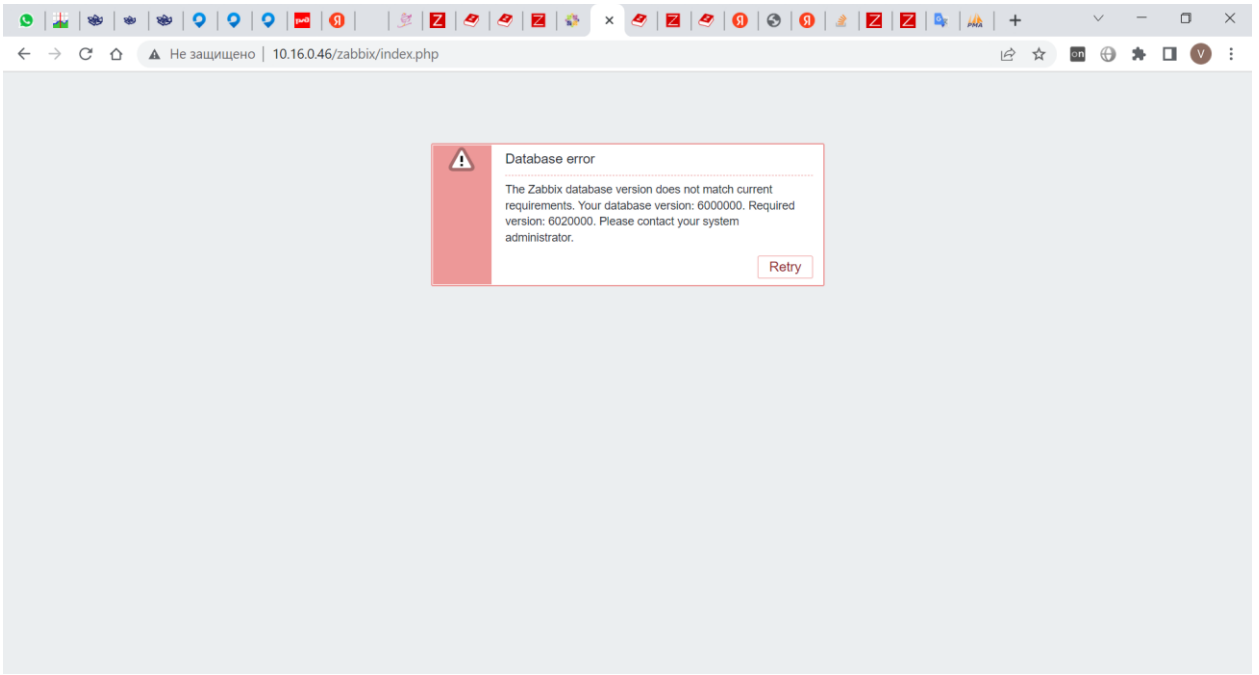 Не защищено | 10.16.0.46/zabbix/index.php
on
V
Database error
The Zabbix database version does not match current
requirements. Your database version: 6000000. Required
version: 6020000. Please contact your system
administrator.
Retry